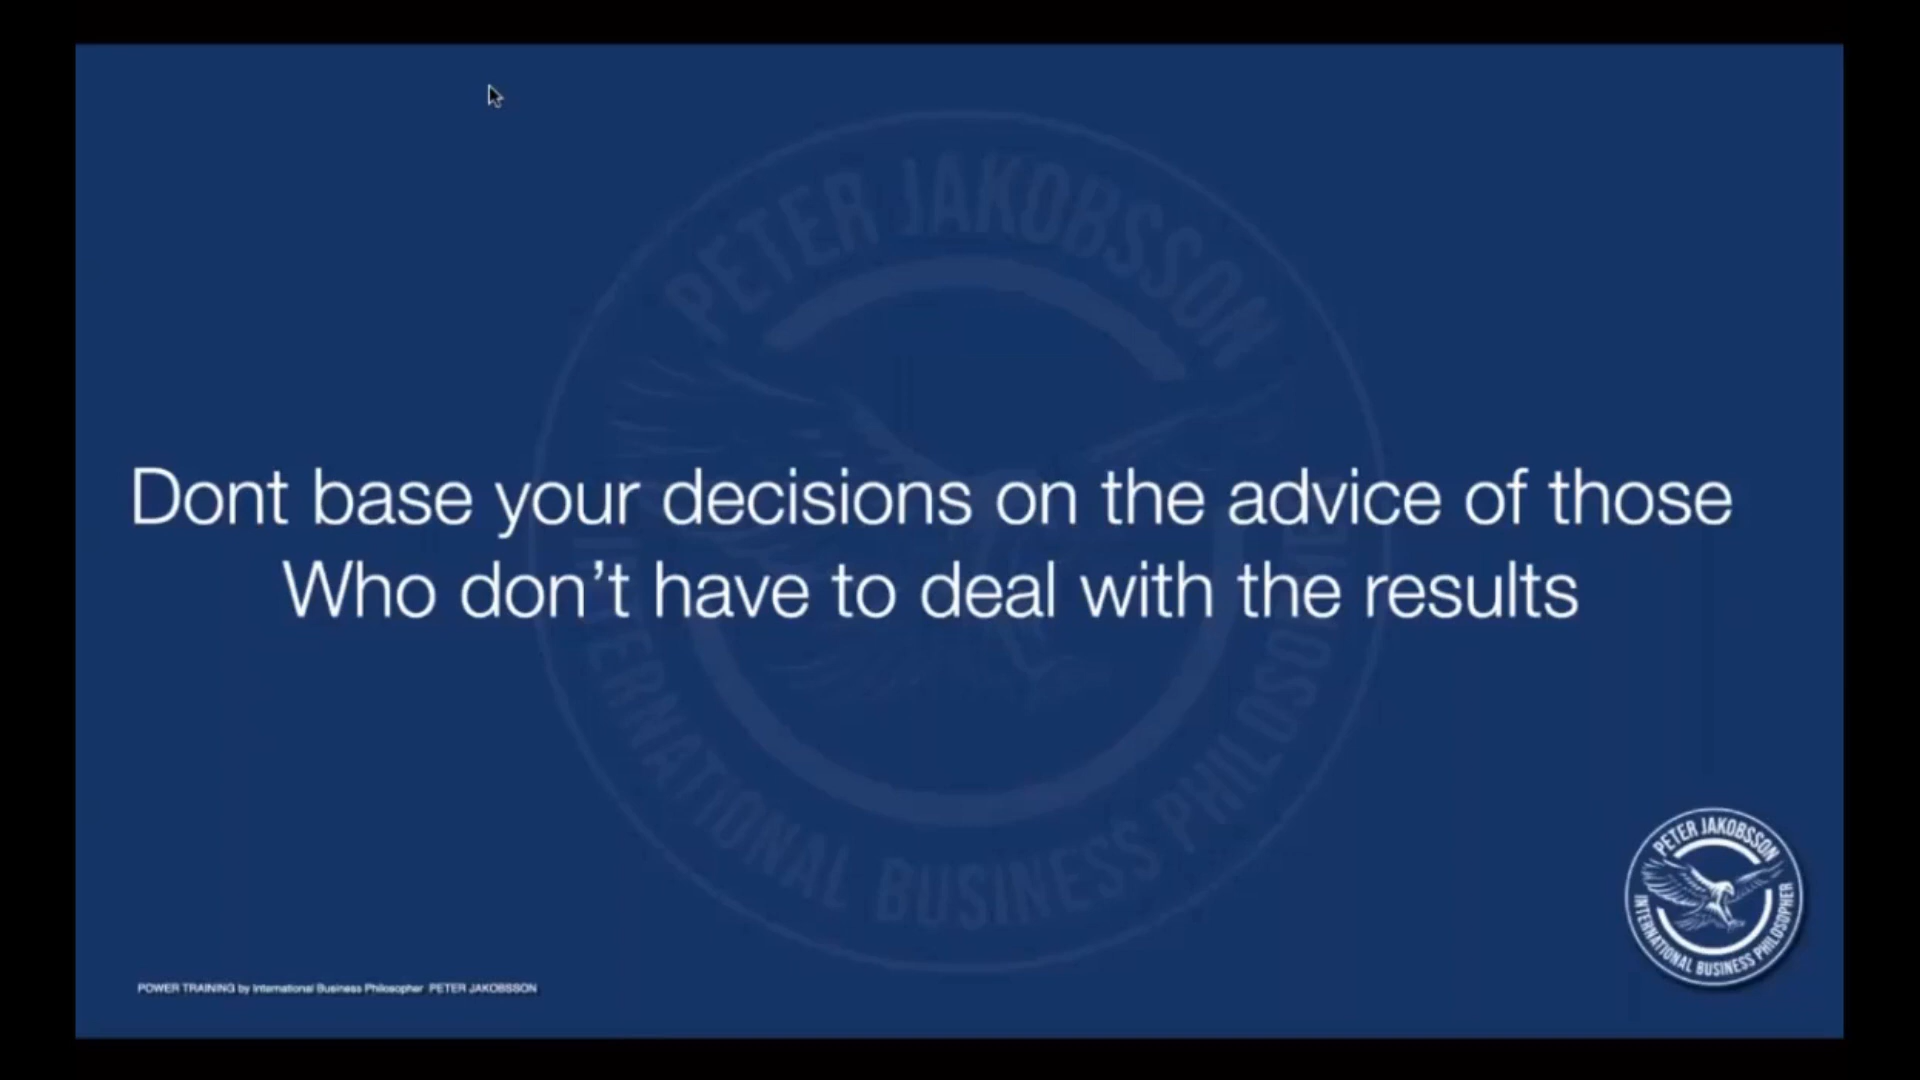 PETER JAKOBSSON
Dont base your decisions on the advice of those
Who don't have to deal with the results
INTERNATIONAL BUSINESS PHILOSOPHER
POWER TRAINING by International Business Philosopher PETER JAKOBSSON
PETER JAKOBSSON
INTERNATIONAL BUSINESS PHILOSOPHER